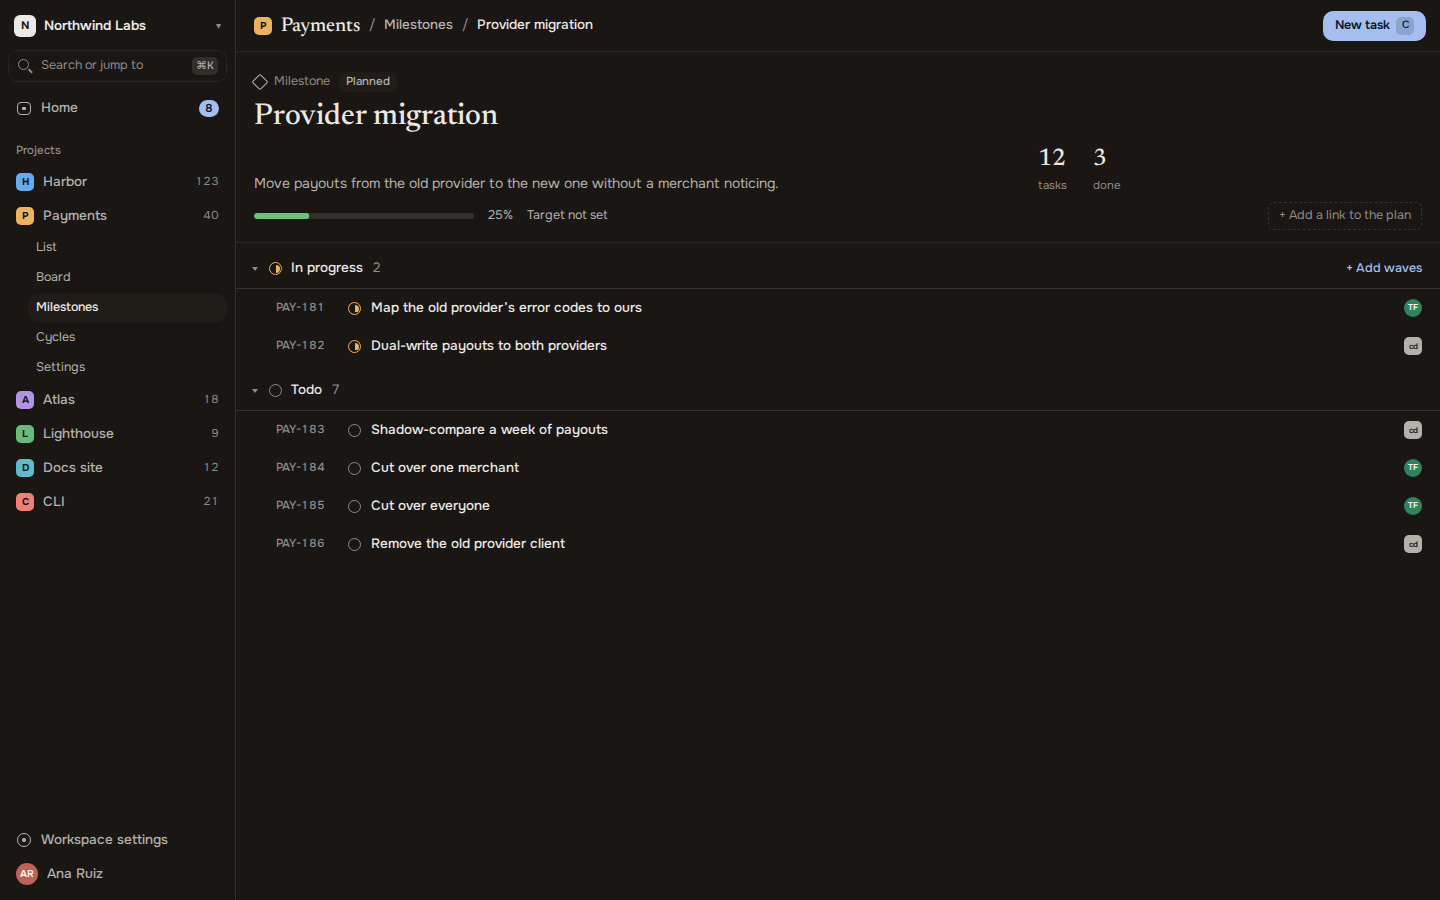 N Northwind Labs
Search or jump to ⌘K
Home 8
Projects
H Harbor 123
P Payments 40
List
Board
Milestones
Cycles
Settings
A Atlas 18
L Lighthouse 9
D Docs site 12
C CLI 21
Workspace settings
AR Ana Ruiz
P Payments / Milestones / Provider migration
New task C
Milestone Planned
Provider migration
12 3
tasks done
Move payouts from the old provider to the new one without a merchant noticing.
25% Target not set
+ Add a link to the plan
In progress 2
+ Add waves
PAY-181 Map the old provider’s error codes to ours TF
PAY-182 Dual-write payouts to both providers cd
Todo 7
PAY-183 Shadow-compare a week of payouts cd
PAY-184 Cut over one merchant TF
PAY-185 Cut over everyone TF
PAY-186 Remove the old provider client cd